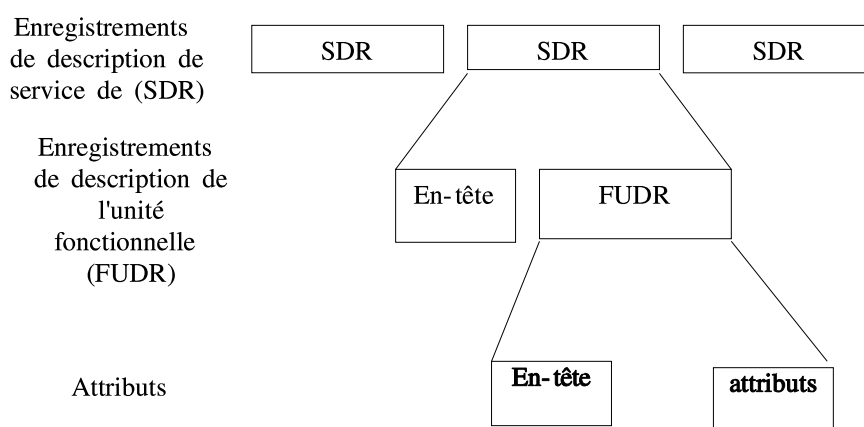 Enregistrements
de description de
service de (SDR)
SDR
SDR
SDR
Enregistrements
de description de
l'unité
fonctionnelle
(FUDR)
En-tête
FUDR
Attributs
En-tête
attributs